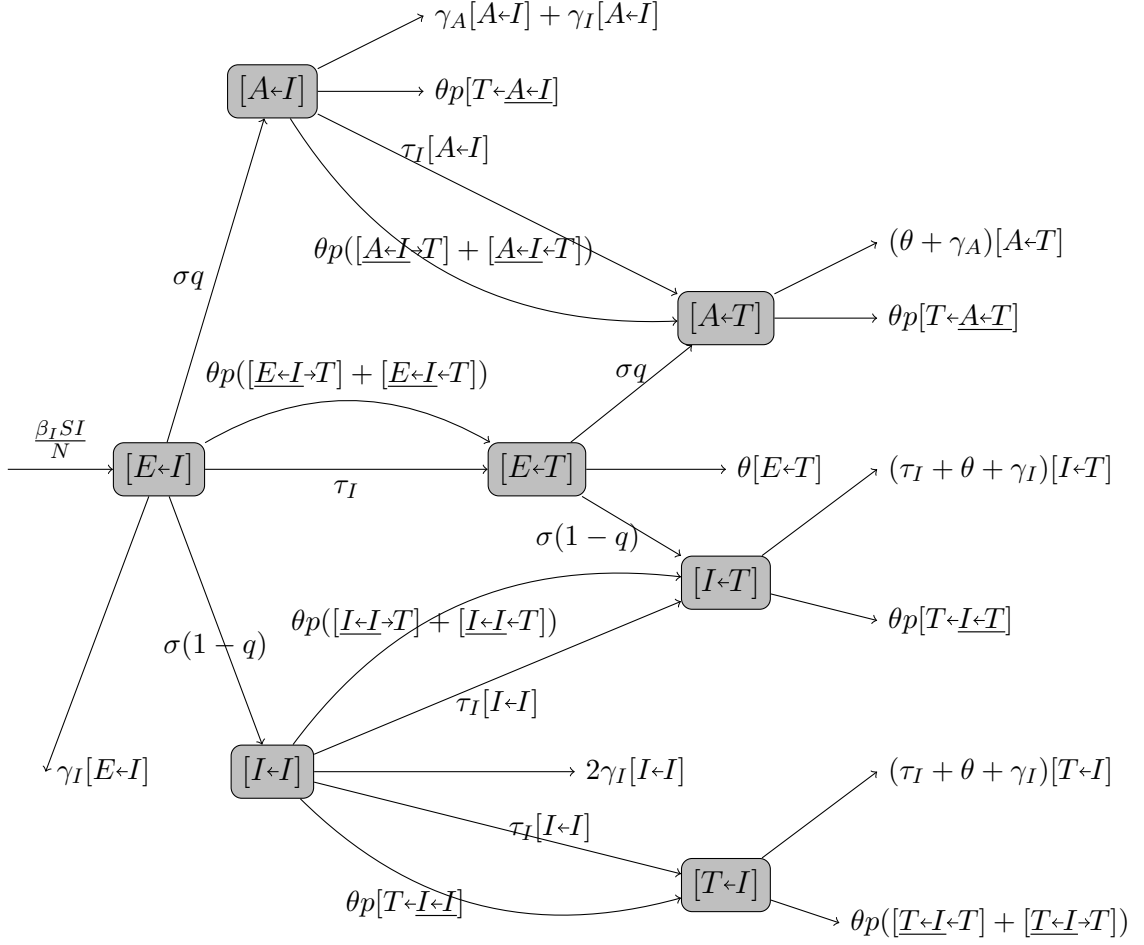 γ_A[A←I] + γ_I[A←I]
[A←I]
θp[T←A←I]
τ_I[A←I]
θp([A←I→T] + [A←I←T])
(θ + γ_A)[A←T]
σq
[A←T]
θp[T←A←T]
θp([E←I→T] + [E←I←T])
σq
β_I SI / N
[E←I]
τ_I
[E←T]
θ[E←T]
(τ_I + θ + γ_I)[I←T]
σ(1 − q)
[I←T]
θp([I←I→T] + [I←I←T])
θp[T←I←T]
σ(1 − q)
τ_I[I←I]
γ_I[E←I]
[I←I]
2γ_I[I←I]
(τ_I + θ + γ_I)[T←I]
τ_I[I←I]
[T←I]
θp[T←I←I]
θp([T←I←T] + [T←I→T])